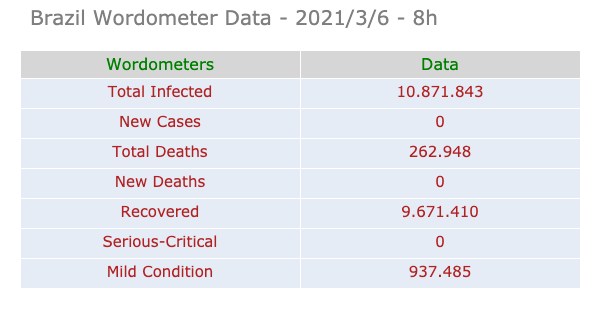 Brazil Wordometer Data - 2021/3/6 - 8h
Wordometers Data
Total Infected 10.871.843
New Cases 0
Total Deaths 262.948
New Deaths 0
Recovered 9.671.410
Serious-Critical 0
Mild Condition 937.485